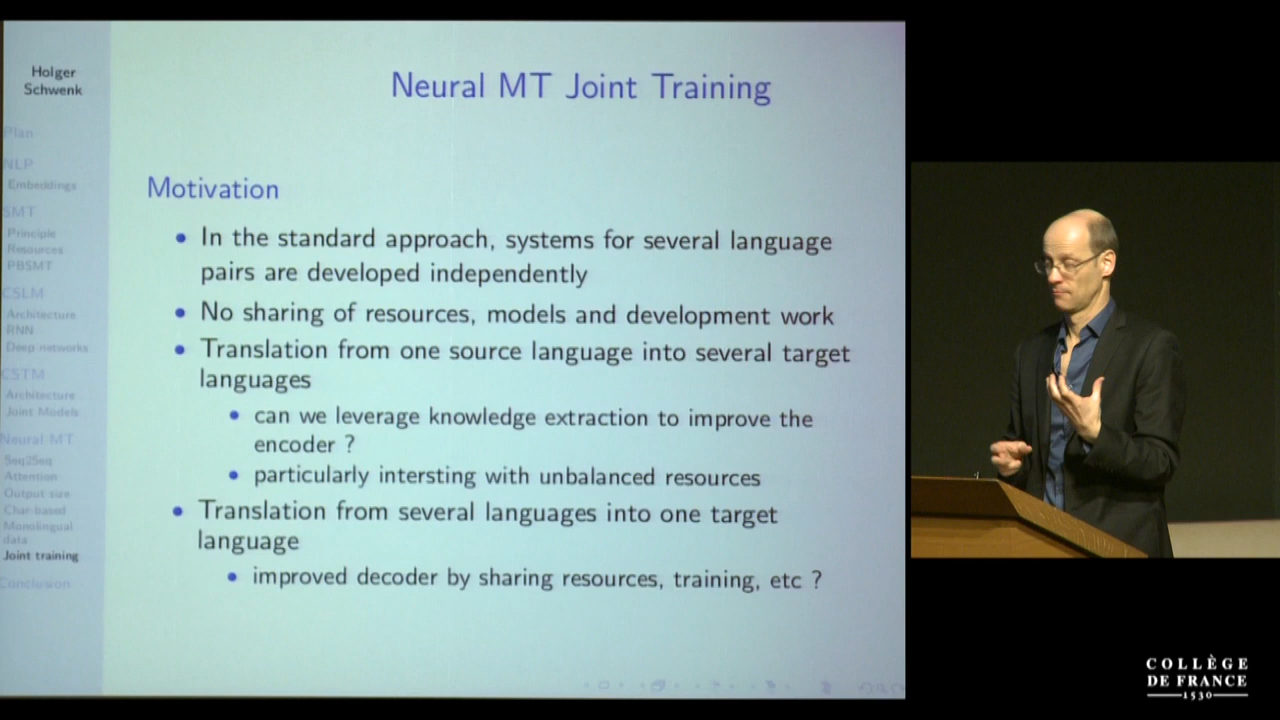 Holger
Schwenk
Plan
NLP
Embeddings
SMT
Principle
Resources
PBSMT
CSLM
Architecture
RNN
Deep networks
CSTM
Architecture
Joint Models
Neural MT
Seq2Seq
Attention
Output size
Char-based
Monolingual
data
Joint training
Conclusion
Neural MT Joint Training
Motivation
• In the standard approach, systems for several language
pairs are developed independently
• No sharing of resources, models and development work
• Translation from one source language into several target
languages
• can we leverage knowledge extraction to improve the
encoder ?
• particularly intersting with unbalanced resources
• Translation from several languages into one target
language
• improved decoder by sharing resources, training, etc ?
COLLÈGE
DE FRANCE
1530